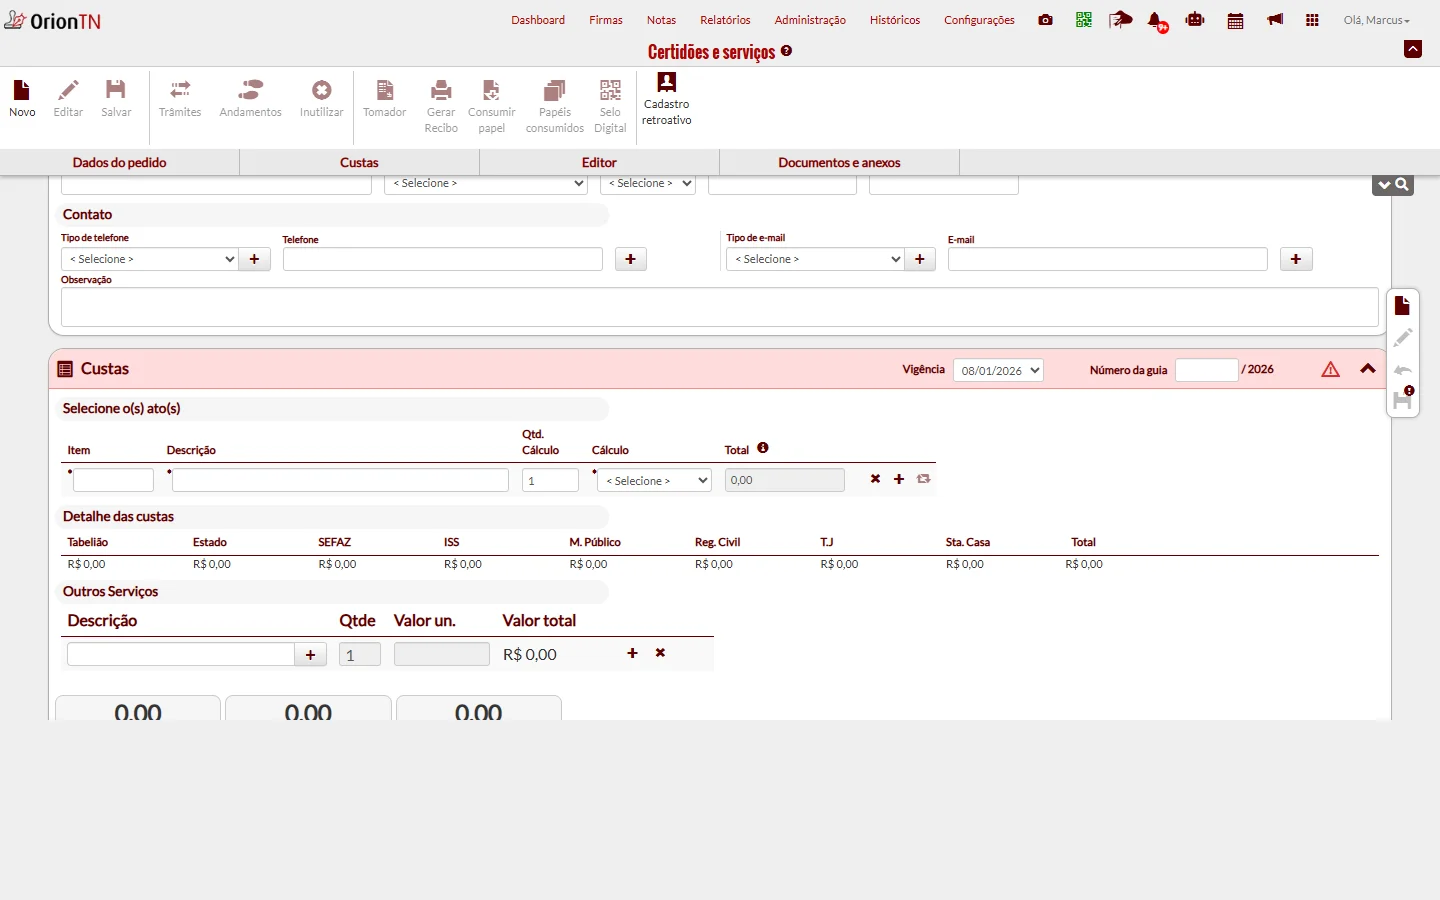 OrionTN
Dashboard Firmas Notas Relatórios Administração Históricos Configurações 9+ Olá, Marcus
Certidões e serviços
Novo Editar Salvar Trâmites Andamentos Inutilizar Tomador Gerar Recibo Consumir papel Papéis consumidos Selo Digital Cadastro retroativo
Dados do pedido Custas Editor Documentos e anexos
< Selecione > < Selecione >
Contato
Tipo de telefone Telefone Tipo de e-mail E-mail
< Selecione > + + < Selecione > + +
Observação
Custas Vigência 08/01/2026 Número da guia / 2026
Selecione o(s) ato(s)
Item Descrição Qtd. Cálculo Cálculo Total
1 < Selecione > 0,00
Detalhe das custas
Tabelião Estado SEFAZ ISS M. Público Reg. Civil T.J Sta. Casa Total
R$ 0,00 R$ 0,00 R$ 0,00 R$ 0,00 R$ 0,00 R$ 0,00 R$ 0,00 R$ 0,00 R$ 0,00
Outros Serviços
Descrição Qtde Valor un. Valor total
+ 1 R$ 0,00
0,00 0,00 0,00